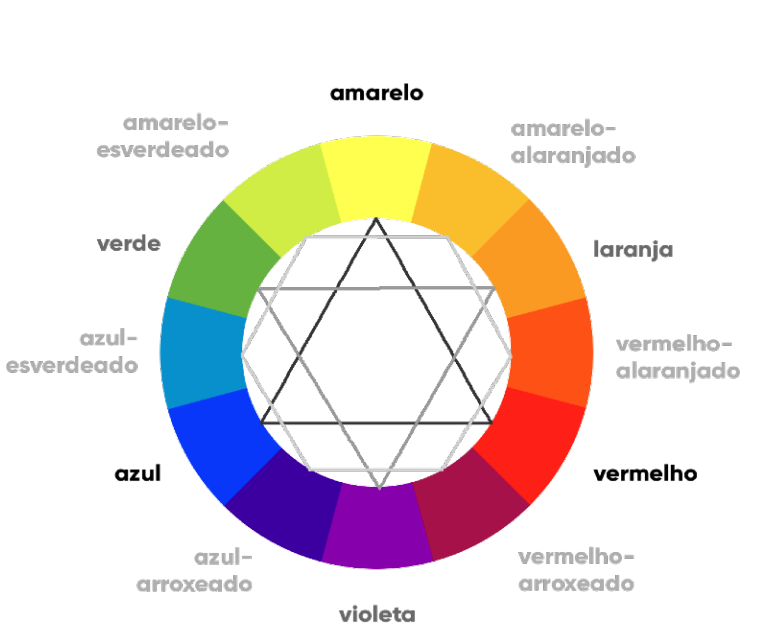 amarelo
amarelo-
esverdeado
amarelo-
alaranjado
verde
laranja
azul-
esverdeado
vermelho-
alaranjado
azul
vermelho
azul-
arroxeado
vermelho-
arroxeado
violeta